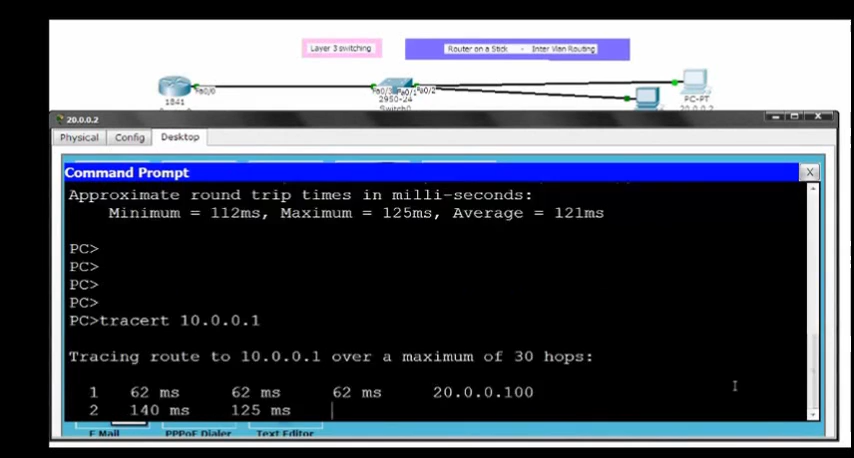 Layer 3 switching
Router on a Stick - Inter Vlan Routing
Fa0/0
Fa0/3 Fa0/1 Fa0/2
1841
2950-24
Switch0
PC-PT
20.0.0.2
20.0.0.2
Physical Config Desktop
Command Prompt X
Approximate round trip times in milli-seconds:
Minimum = 112ms, Maximum = 125ms, Average = 121ms
PC>
PC>
PC>
PC>
PC>tracert 10.0.0.1
Tracing route to 10.0.0.1 over a maximum of 30 hops:
1 62 ms 62 ms 62 ms 20.0.0.100
2 140 ms 125 ms
E Mail PPPoE Dialer Text Editor